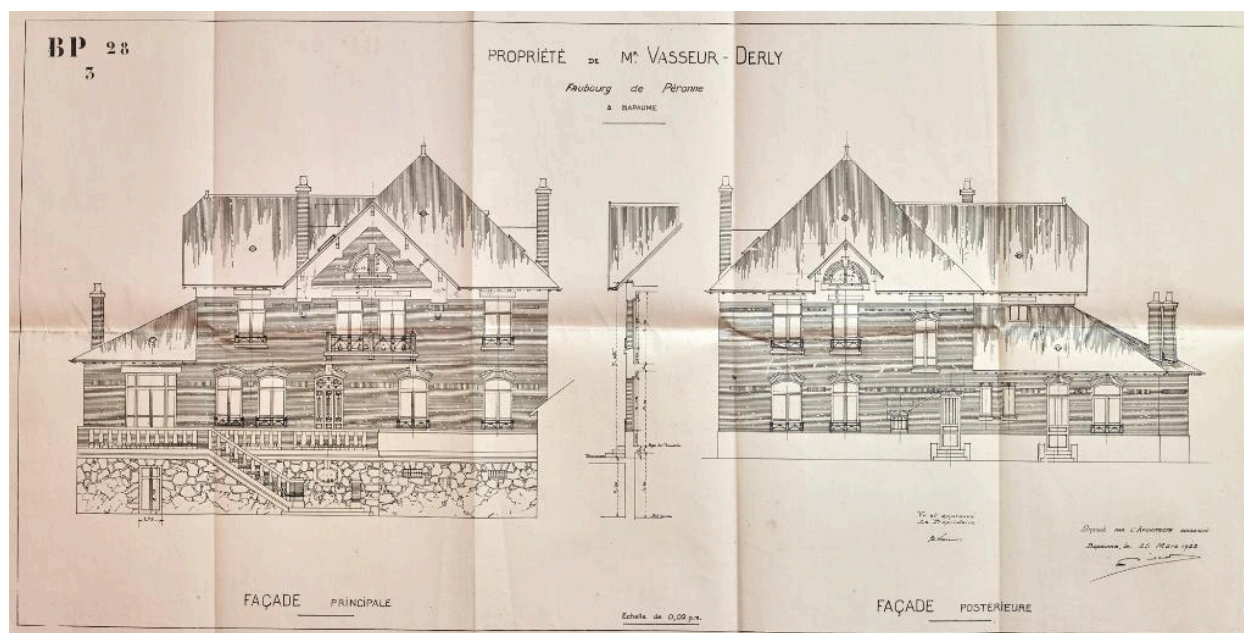 BP 28
3
PROPRIÉTÉ DE Mr. VASSEUR - DERLY
Faubourg de Péronne
à BAPAUME
Vu et approuvé
Le Propriétaire
Dressé par l'Architecte soussigné
Bapaume, le 25 Mars 1922
FAÇADE PRINCIPALE
Echelle de 0,02 p.m.
FAÇADE POSTÉRIEURE